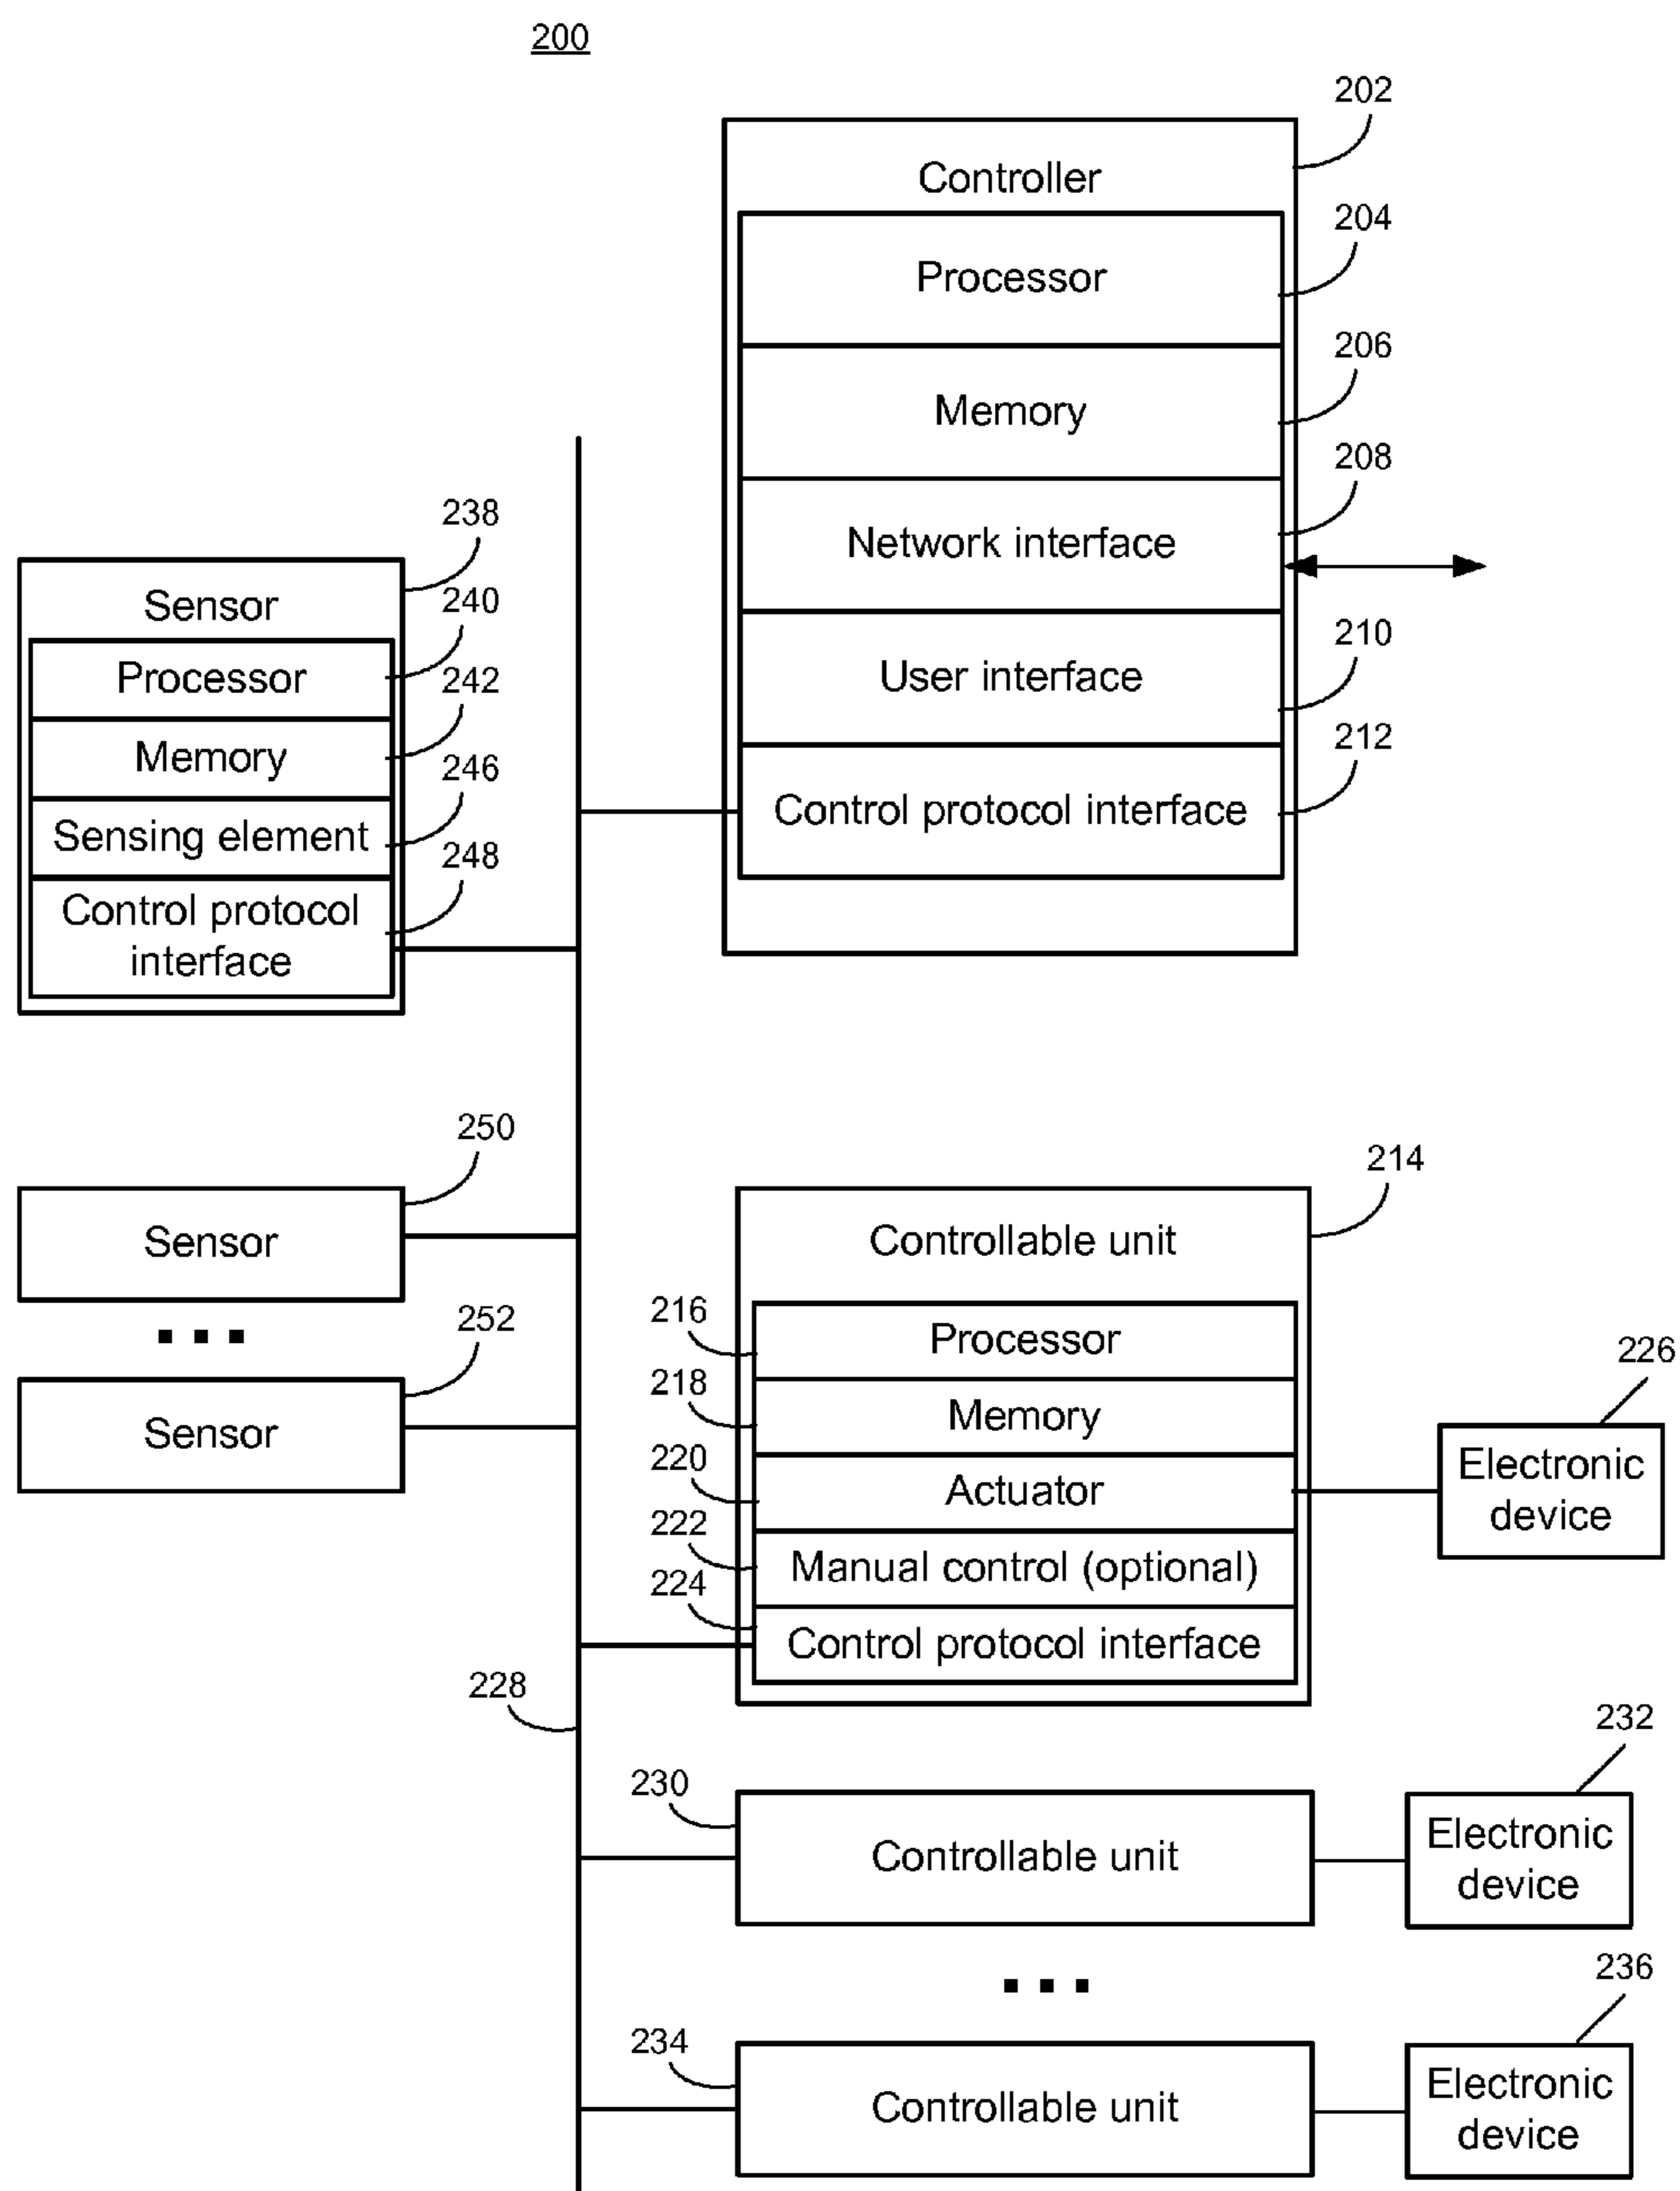 200
202
Controller
204
Processor
206
Memory
208
Network interface
210
User interface
212
Control protocol interface
238
Sensor
240
Processor
242
Memory
246
Sensing element
248
Control protocol
interface
250
Sensor
252
Sensor
214
Controllable unit
216
Processor
218
Memory
220
Actuator
222
Manual control (optional)
224
Control protocol interface
226
Electronic
device
228
230
Controllable unit
232
Electronic
device
234
Controllable unit
236
Electronic
device